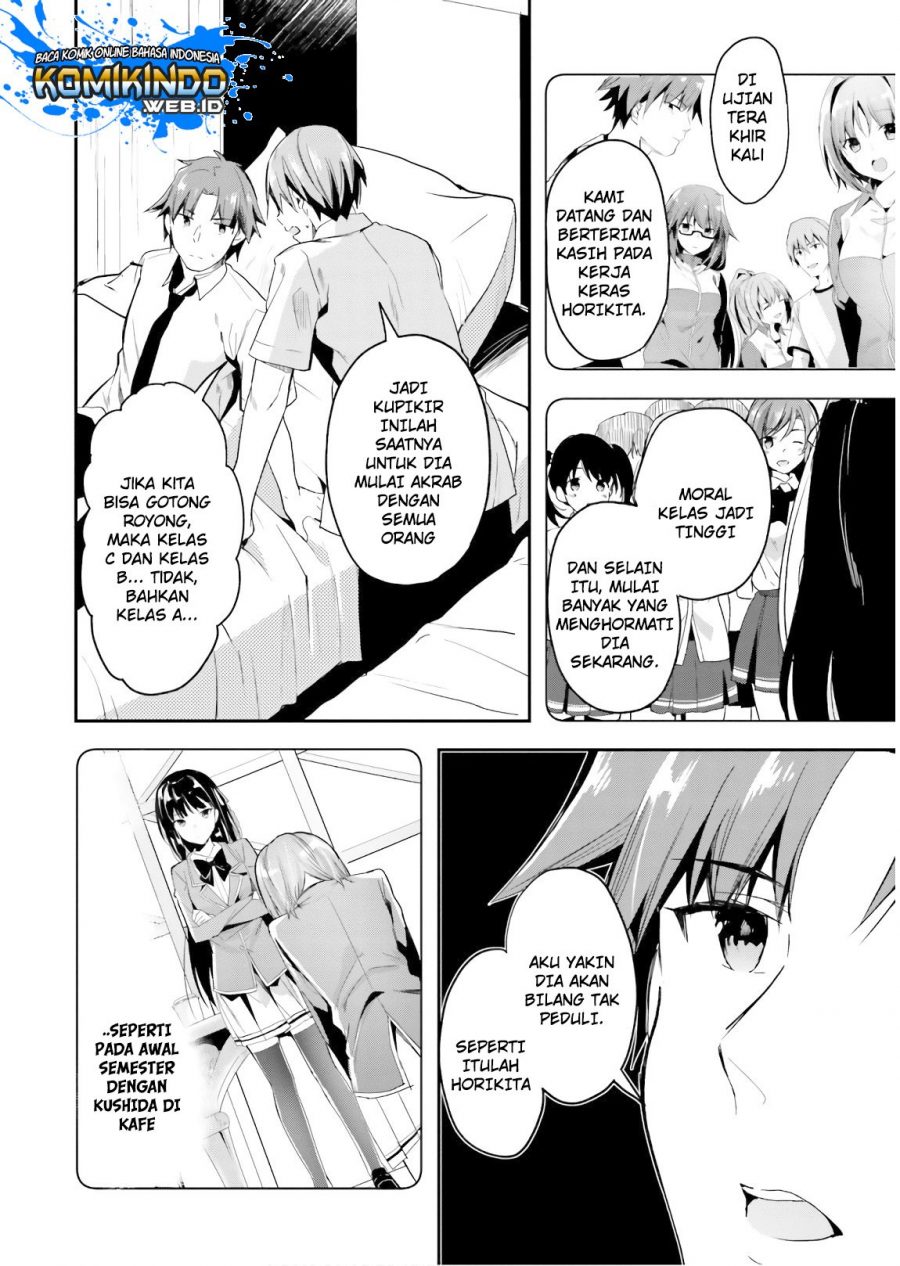 BACA KOMIK ONLINE BAHASA INDONESIA
KOMIKINDO
WEB.ID
DI
UJIAN
TERA
KHIR
KALI
KAMI
DATANG DAN
BERTERIMA
KASIH PADA
KERJA
KERAS
HORIKITA.
MORAL
KELAS JADI
TINGGI
DAN SELAIN
ITU, MULAI
BANYAK YANG
MENGHORMATI
DIA
SEKARANG.
JADI
KUPIKIR
INILAH
SAATNYA
UNTUK DIA
MULAI AKRAB
DENGAN
SEMUA
ORANG
JIKA KITA
BISA GOTONG
ROYONG,
MAKA KELAS
C DAN KELAS
B... TIDAK,
BAHKAN
KELAS A...
AKU YAKIN
DIA AKAN
BILANG TAK
PEDULI.
SEPERTI
ITULAH
HORIKITA
..SEPERTI
PADA AWAL
SEMESTER
DENGAN
KUSHIDA DI
KAFE